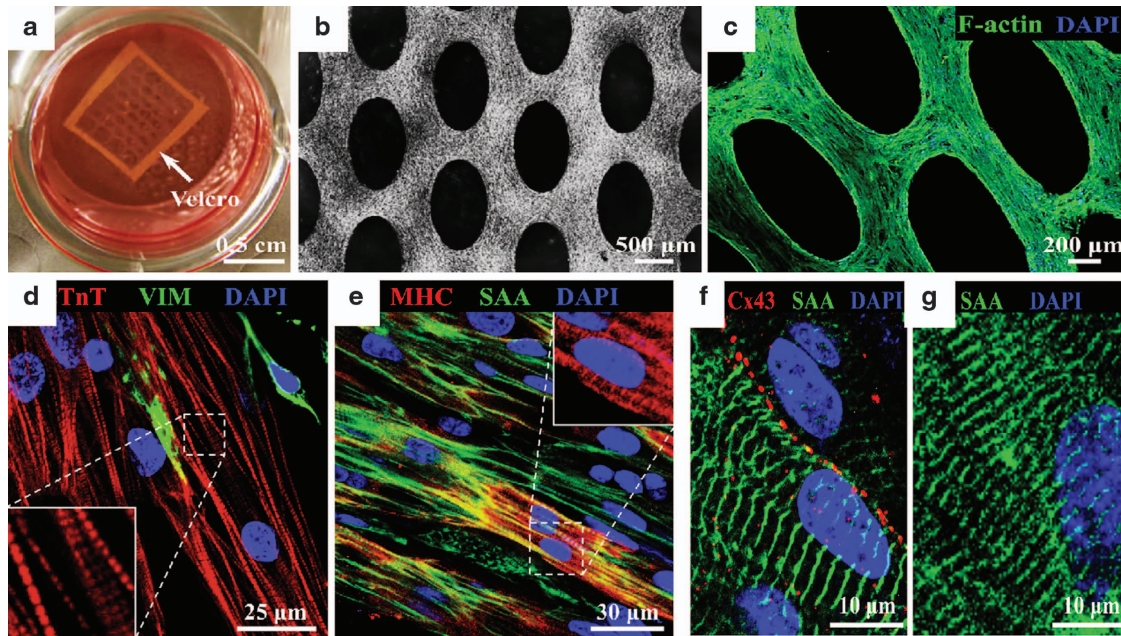 a
Velcro
0.5 cm
b
500 µm
c
F-actin DAPI
200 µm
d
TnT VIM DAPI
25 µm
e
MHC SAA DAPI
30 µm
f
Cx43 SAA DAPI
10 µm
g
SAA DAPI
10 µm